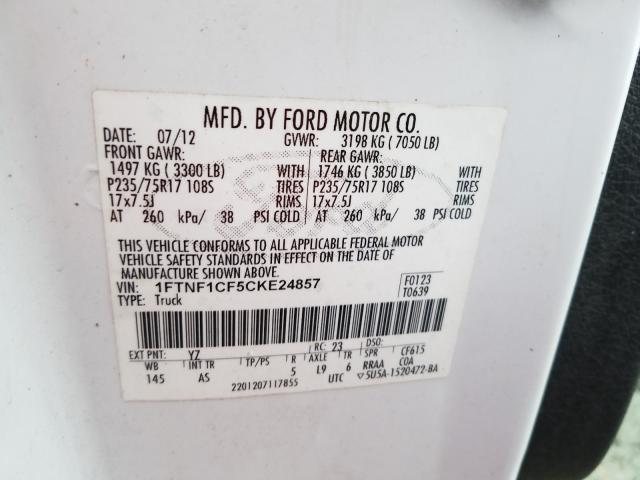 MFD. BY FORD MOTOR CO.
DATE: 07/12 GVWR: 3198 KG ( 7050 LB)
FRONT GAWR: REAR GAWR:
1497 KG ( 3300 LB) WITH 1746 KG ( 3850 LB) WITH
P235/75R17 108S TIRES P235/75R17 108S TIRES
17x7.5J RIMS 17x7.5J RIMS
AT 260 kPa/ 38 PSI COLD AT 260 kPa/ 38 PSI COLD
THIS VEHICLE CONFORMS TO ALL APPLICABLE FEDERAL MOTOR
VEHICLE SAFETY STANDARDS IN EFFECT ON THE DATE OF
MANUFACTURE SHOWN ABOVE.
VIN: 1FTNF1CF5CKE24857 F0123
TYPE: Truck T0639
EXT PNT: YZ RC: 23 DSO:
WB INT TR TP/PS R AXLE TR SPR CF615
145 AS 5 L9 6 RRAA COA
2201207117855 UTC ▽5U5A-1520472-BA